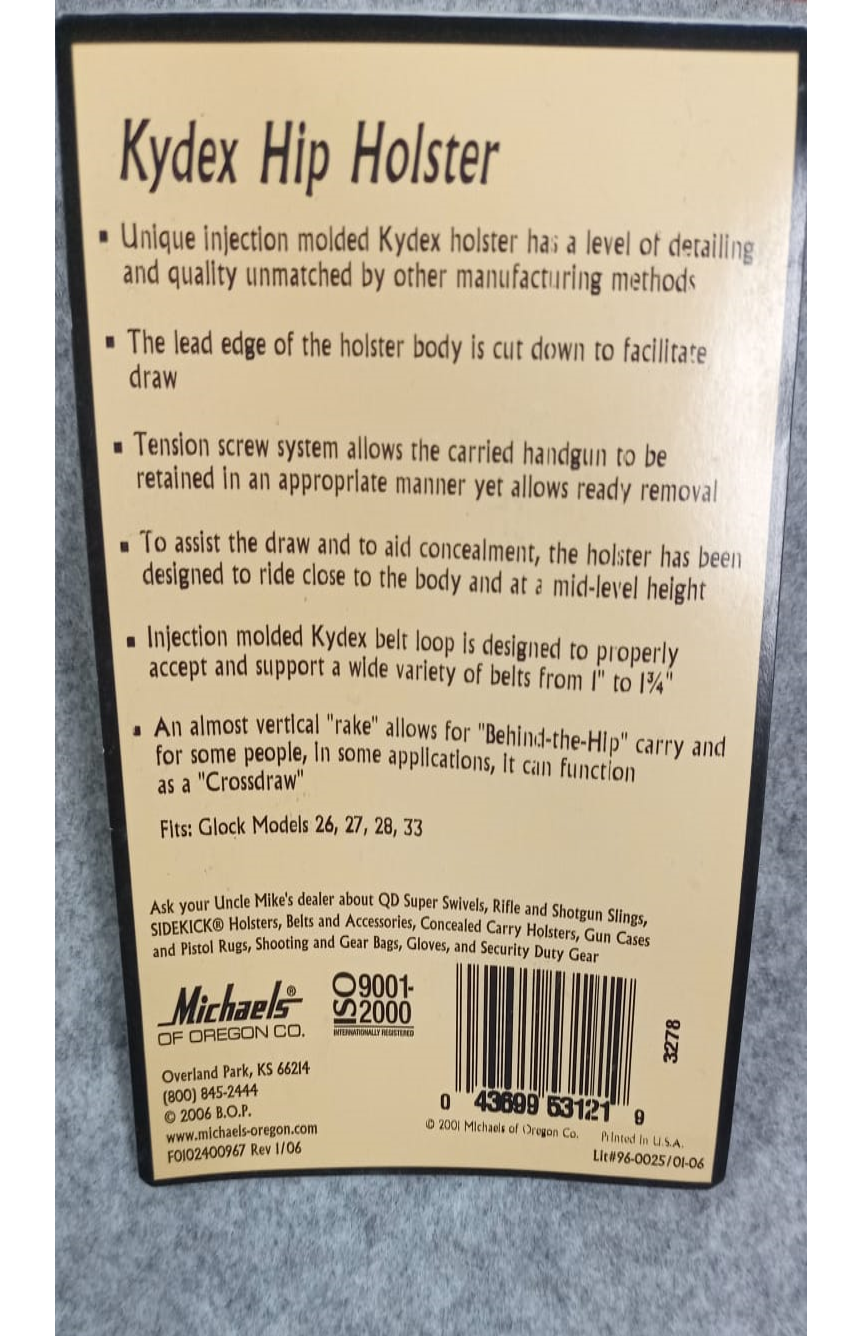 Kydex Hip Holster
▪ Unique injection molded Kydex holster has a level of detailing
and quality unmatched by other manufacturing methods
▪ The lead edge of the holster body is cut down to facilitate
draw
▪ Tension screw system allows the carried handgun to be
retained in an appropriate manner yet allows ready removal
▪ To assist the draw and to aid concealment, the holster has been
designed to ride close to the body and at a mid-level height
▪ Injection molded Kydex belt loop is designed to properly
accept and support a wide variety of belts from 1" to 1¾"
▪ An almost vertical "rake" allows for "Behind-the-Hip" carry and
for some people, in some applications, it can function
as a "Crossdraw"
Fits: Glock Models 26, 27, 28, 33
Ask your Uncle Mike's dealer about QD Super Swivels, Rifle and Shotgun Slings,
SIDEKICK® Holsters, Belts and Accessories, Concealed Carry Holsters, Gun Cases
and Pistol Rugs, Shooting and Gear Bags, Gloves, and Security Duty Gear
Michaels®
OF OREGON CO.
ISO 9001-
2000
INTERNATIONALLY REGISTERED
Overland Park, KS 66214
(800) 845-2444
© 2006 B.O.P.
www.michaels-oregon.com
F0102400967 Rev 1/06
0 43699 53121 9
3278
© 2001 Michaels of Oregon Co. Printed in U.S.A.
Lit#96-0025/01-06